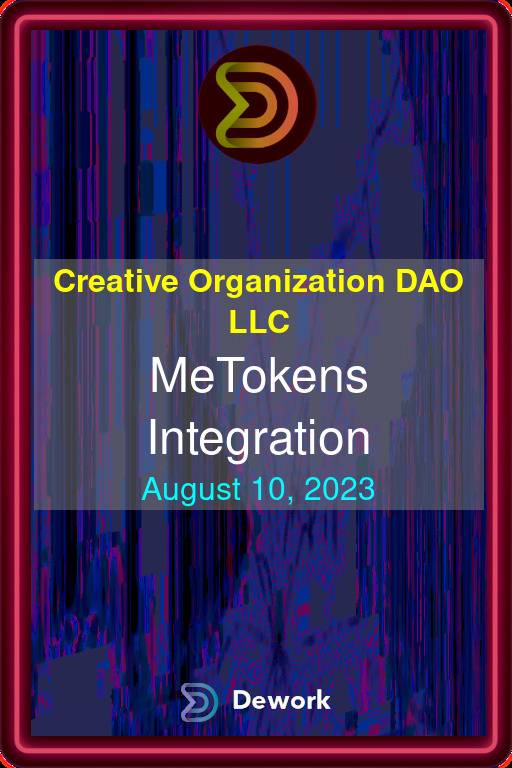 Creative Organization DAO
LLC
MeTokens
Integration
August 10, 2023
Dework